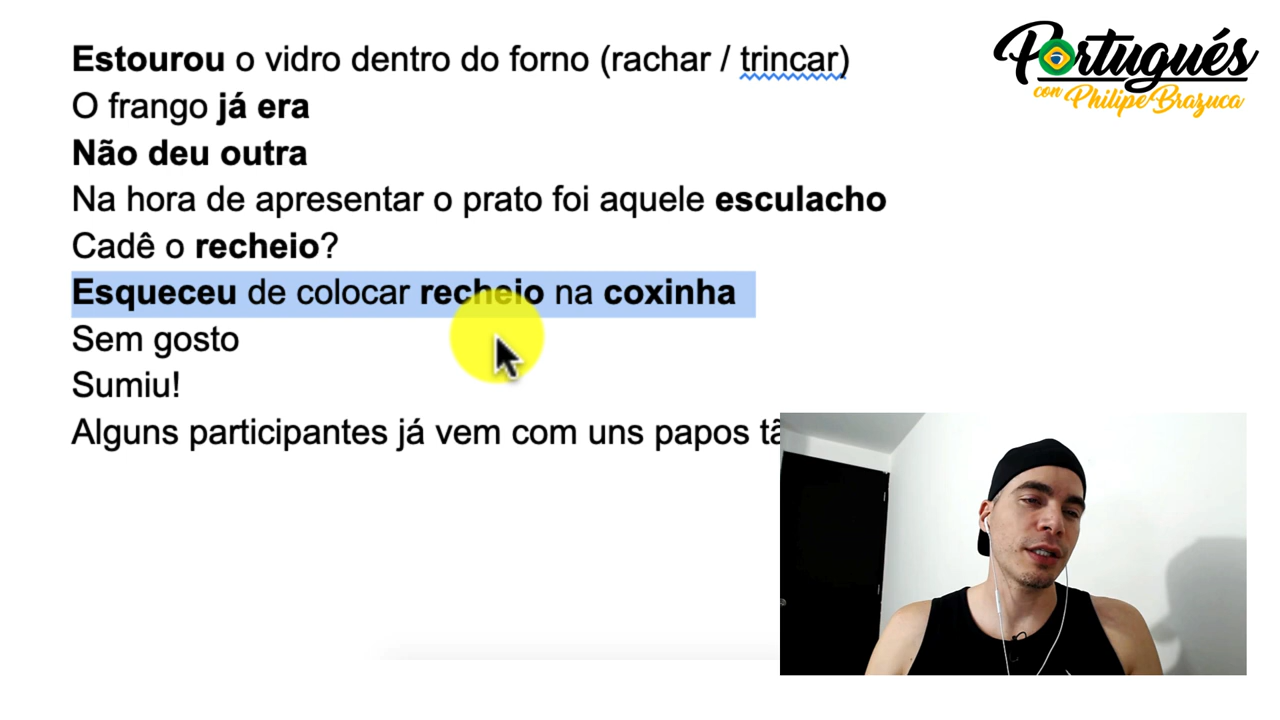 Estourou o vidro dentro do forno (rachar / trincar)
O frango já era
Não deu outra
Na hora de apresentar o prato foi aquele esculacho
Cadê o recheio?
Esqueceu de colocar recheio na coxinha
Sem gosto
Sumiu!
Alguns participantes já vem com uns papos
Portugués
con Philipe Brazuca